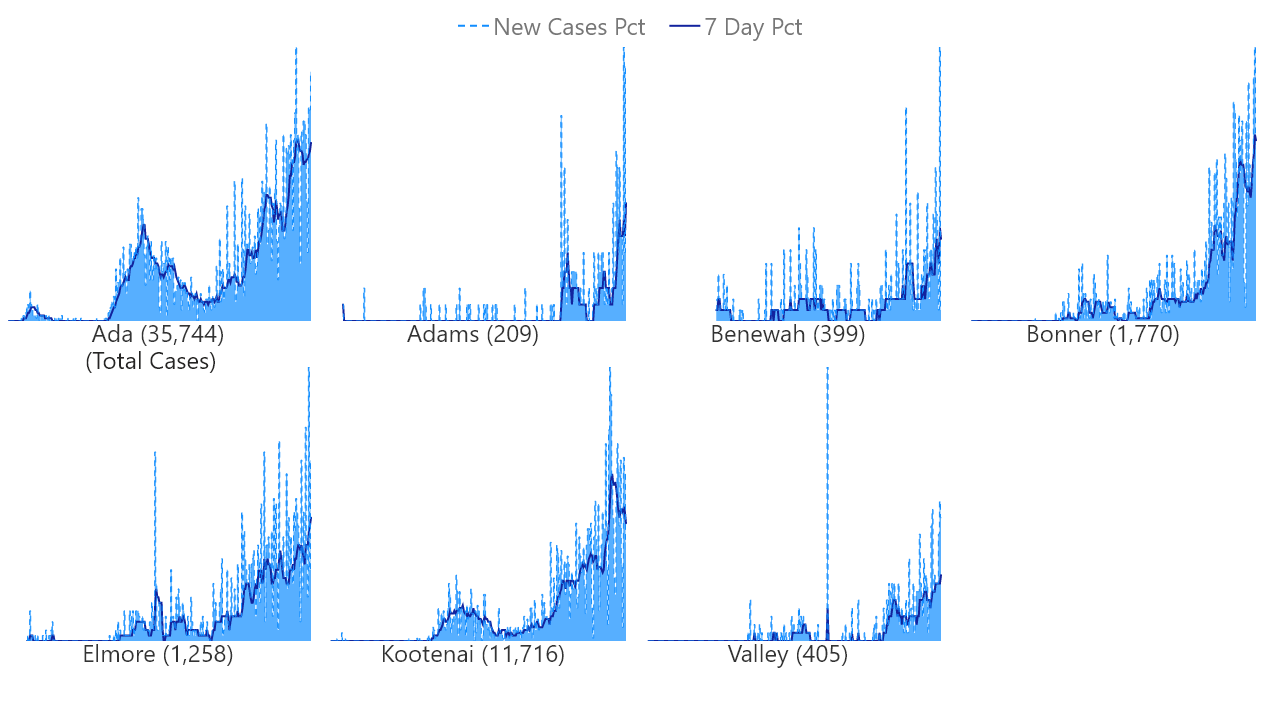 New Cases Pct 7 Day Pct
Ada (35,744)
(Total Cases)
Adams (209)
Benewah (399)
Bonner (1,770)
Elmore (1,258)
Kootenai (11,716)
Valley (405)